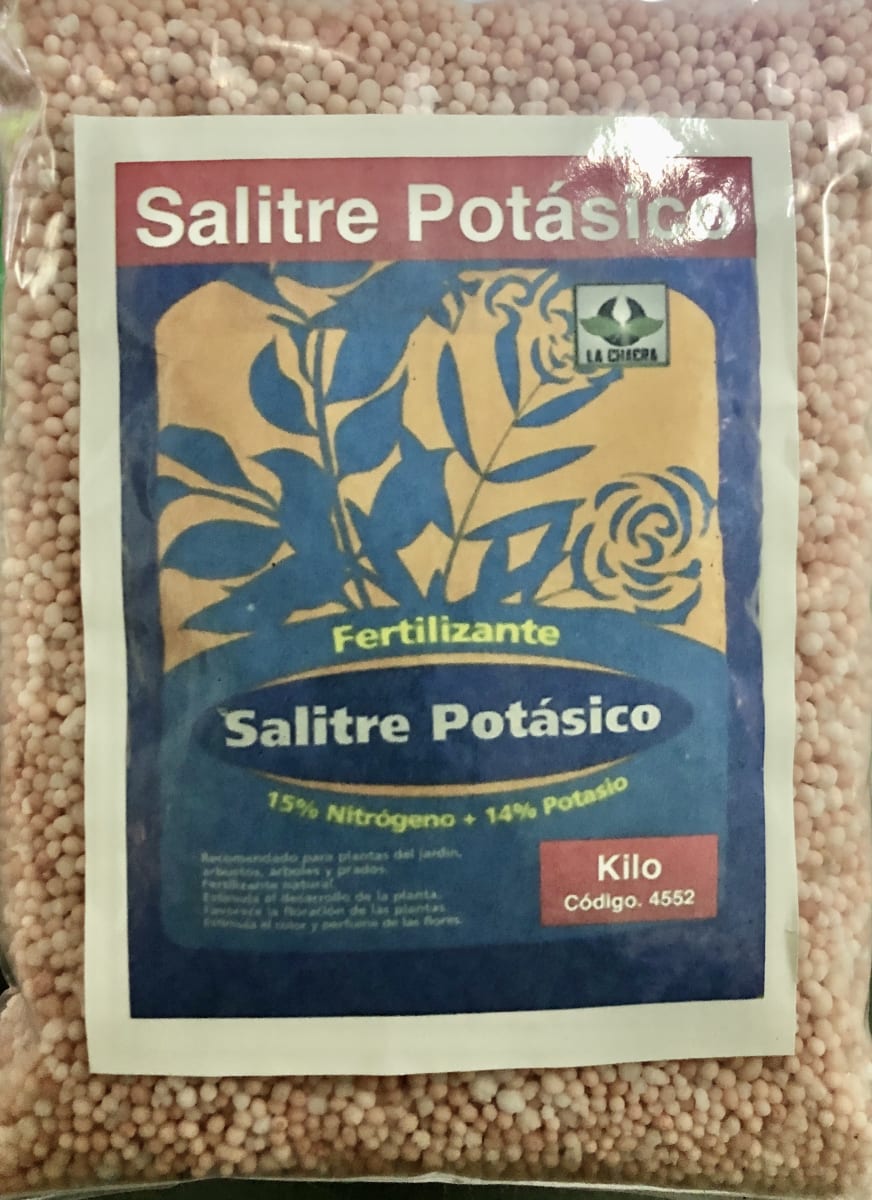 Salitre Potásico
LA CHACRA
Fertilizante
Salitre Potásico
15% Nitrógeno + 14% Potasio
Recomendado para plantas del jardin,
arbustos, arboles y prados.
Fertilizante natural.
Estimula el desarrollo de la planta.
Favorece la floración de las plantas.
Estimula el color y perfume de las flores.
Kilo
Código. 4552